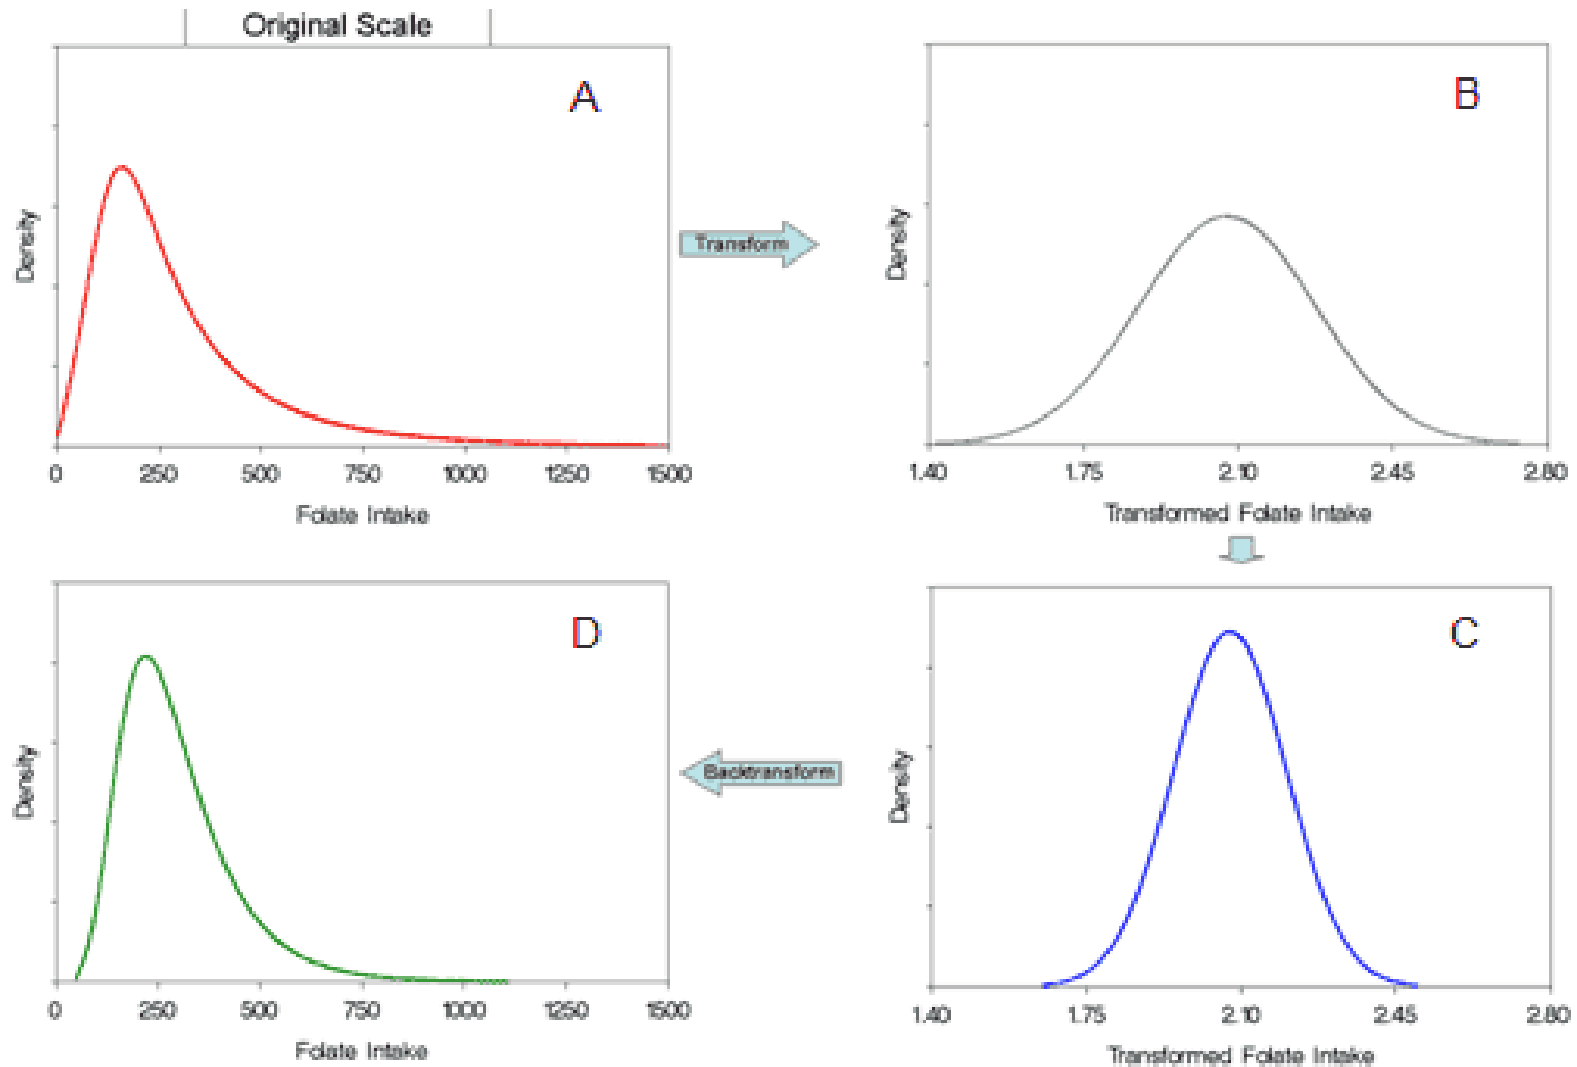 Original Scale
A
Density
0 250 500 750 1000 1250 1500
Folate Intake
Transform
B
Density
1.40 1.75 2.10 2.45 2.80
Transformed Folate Intake
D
Density
0 250 500 750 1000 1250 1500
Folate Intake
Backtransform
C
Density
1.40 1.75 2.10 2.45 2.80
Transformed Folate Intake